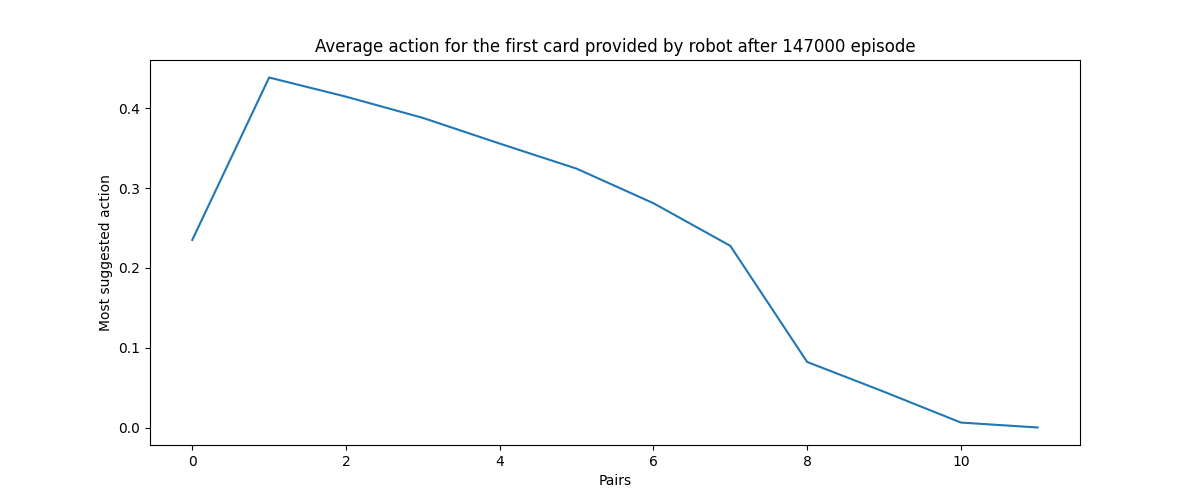 Average action for the first card provided by robot after 147000 episode
Most suggested action
0.4
0.3
0.2
0.1
0.0
0 2 4 6 8 10
Pairs